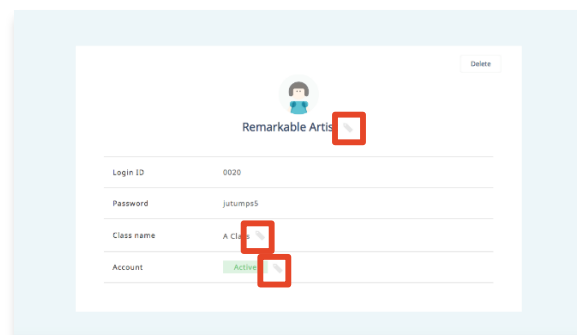 Delete
Remarkable Artis
Login ID 0020
Password jutumps5
Class name A Class
Account Active